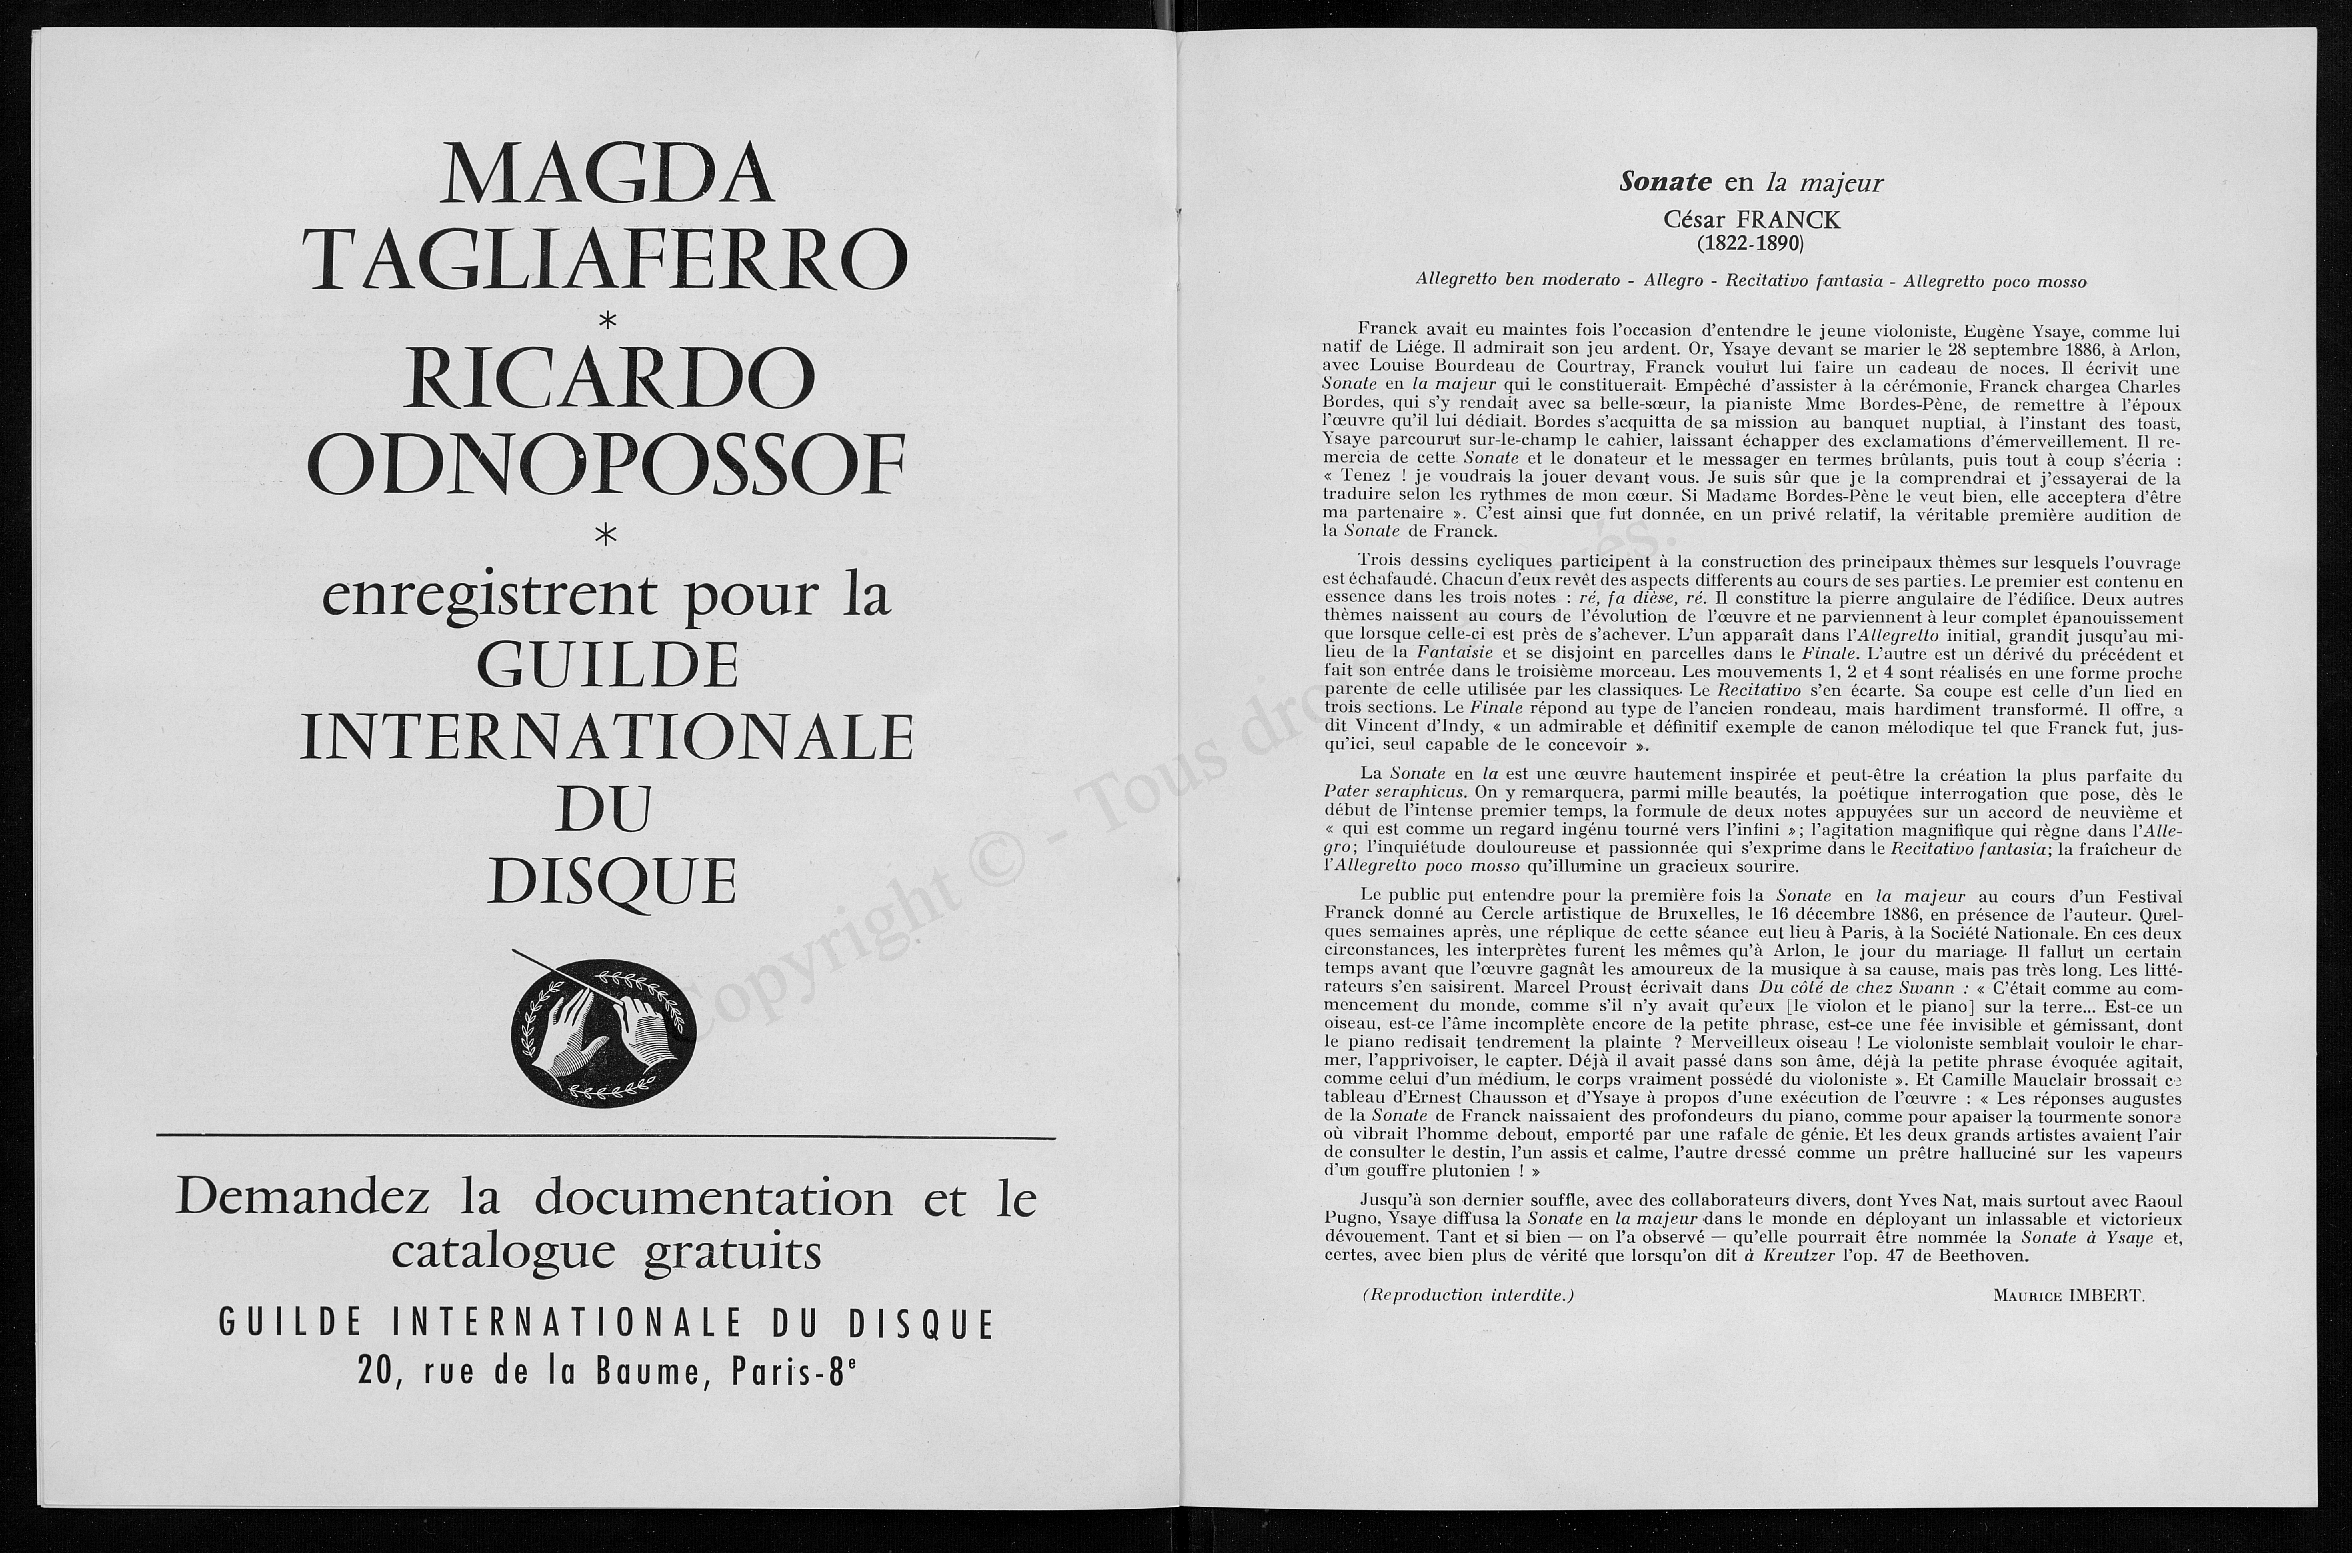 MAGDA
TAGLIAFERRO
*
RICARDO
ODNOPOSSOF
*
enregistrent pour la
GUILDE
INTERNATIONALE
DU
DISQUE
Demandez la documentation et le
catalogue gratuits
GUILDE INTERNATIONALE DU DISQUE
20, rue de la Baume, Paris-8e
Sonate en la majeur
César FRANCK
(1822-1890)
Allegretto ben moderato - Allegro - Recitativo fantasia - Allegretto poco mosso
Franck avait eu maintes fois l'occasion d'entendre le jeune violoniste, Eugène Ysaye, comme lui
natif de Liége. Il admirait son jeu ardent. Or, Ysaye devant se marier le 28 septembre 1886, à Arlon,
avec Louise Bourdeau de Courtray, Franck voulut lui faire un cadeau de noces. Il écrivit une
Sonate en la majeur qui le constituerait. Empêché d'assister à la cérémonie, Franck chargea Charles
Bordes, qui s'y rendait avec sa belle-sœur, la pianiste Mme Bordes-Pène, de remettre à l'époux
l'œuvre qu'il lui dédiait. Bordes s'acquitta de sa mission au banquet nuptial, à l'instant des toast,
Ysaye parcourut sur-le-champ le cahier, laissant échapper des exclamations d'émerveillement. Il re-
mercia de cette Sonate et le donateur et le messager en termes brûlants, puis tout à coup s'écria :
« Tenez ! je voudrais la jouer devant vous. Je suis sûr que je la comprendrai et j'essayerai de la
traduire selon les rythmes de mon cœur. Si Madame Bordes-Pène le veut bien, elle acceptera d'être
ma partenaire ». C'est ainsi que fut donnée, en un privé relatif, la véritable première audition de
la Sonate de Franck.
Trois dessins cycliques participent à la construction des principaux thèmes sur lesquels l'ouvrage
est échafaudé. Chacun d'eux revêt des aspects différents au cours de ses parties. Le premier est contenu en
essence dans les trois notes : ré, fa dièse, ré. Il constitue la pierre angulaire de l'édifice. Deux autres
thèmes naissent au cours de l'évolution de l'œuvre et ne parviennent à leur complet épanouissement
que lorsque celle-ci est près de s'achever. L'un apparaît dans l'Allegretto initial, grandit jusqu'au mi-
lieu de la Fantaisie et se disjoint en parcelles dans le Finale. L'autre est un dérivé du précédent et
fait son entrée dans le troisième morceau. Les mouvements 1, 2 et 4 sont réalisés en une forme proche
parente de celle utilisée par les classiques. Le Recitativo s'en écarte. Sa coupe est celle d'un lied en
trois sections. Le Finale répond au type de l'ancien rondeau, mais hardiment transformé. Il offre, a
dit Vincent d'Indy, « un admirable et définitif exemple de canon mélodique tel que Franck fut, jus-
qu'ici, seul capable de le concevoir ».
La Sonate en la est une œuvre hautement inspirée et peut-être la création la plus parfaite du
Pater seraphicus. On y remarquera, parmi mille beautés, la poétique interrogation que pose, dès le
début de l'intense premier temps, la formule de deux notes appuyées sur un accord de neuvième et
« qui est comme un regard ingénu tourné vers l'infini »; l'agitation magnifique qui règne dans l'Alle-
gro; l'inquiétude douloureuse et passionnée qui s'exprime dans le Recitativo fantasia; la fraîcheur de
l'Allegretto poco mosso qu'illumine un gracieux sourire.
Le public put entendre pour la première fois la Sonate en la majeur au cours d'un Festival
Franck donné au Cercle artistique de Bruxelles, le 16 décembre 1886, en présence de l'auteur. Quel-
ques semaines après, une réplique de cette séance eut lieu à Paris, à la Société Nationale. En ces deux
circonstances, les interprètes furent les mêmes qu'à Arlon, le jour du mariage. Il fallut un certain
temps avant que l'œuvre gagnât les amoureux de la musique à sa cause, mais pas très long. Les litté-
rateurs s'en saisirent. Marcel Proust écrivait dans Du côté de chez Swann : « C'était comme au com-
mencement du monde, comme s'il n'y avait qu'eux [le violon et le piano] sur la terre... Est-ce un
oiseau, est-ce l'âme incomplète encore de la petite phrase, est-ce une fée invisible et gémissant, dont
le piano redisait tendrement la plainte ? Merveilleux oiseau ! Le violoniste semblait vouloir le char-
mer, l'apprivoiser, le capter. Déjà il avait passé dans son âme, déjà la petite phrase évoquée agitait,
comme celui d'un médium, le corps vraiment possédé du violoniste ». Et Camille Mauclair brossait ce
tableau d'Ernest Chausson et d'Ysaye à propos d'une exécution de l'œuvre : « Les réponses augustes
de la Sonate de Franck naissaient des profondeurs du piano, comme pour apaiser la tourmente sonore
où vibrait l'homme debout, emporté par une rafale de génie. Et les deux grands artistes avaient l'air
de consulter le destin, l'un assis et calme, l'autre dressé comme un prêtre halluciné sur les vapeurs
d'un gouffre plutonien ! »
Jusqu'à son dernier souffle, avec des collaborateurs divers, dont Yves Nat, mais surtout avec Raoul
Pugno, Ysaye diffusa la Sonate en la majeur dans le monde en déployant un inlassable et victorieux
dévouement. Tant et si bien — on l'a observé — qu'elle pourrait être nommée la Sonate à Ysaye et,
certes, avec bien plus de vérité que lorsqu'on dit à Kreutzer l'op. 47 de Beethoven.
(Reproduction interdite.)
MAURICE IMBERT.
Copyright © - Tous droits réservés.